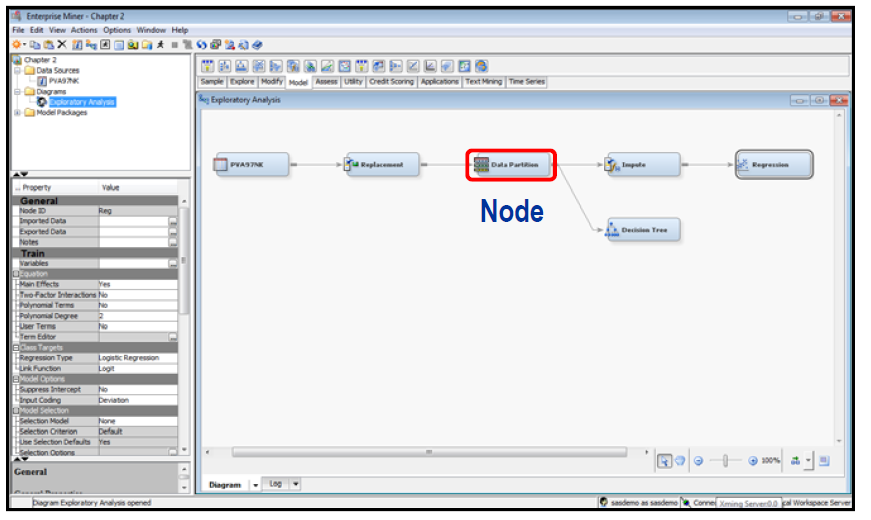 Enterprise Miner - Chapter 2
File Edit View Actions Options Window Help
Chapter 2
Data Sources
PVA97NK
Diagrams
Exploratory Analysis
Model Packages
Sample Explore Modify Model Assess Utility Credit Scoring Applications Text Mining Time Series
Exploratory Analysis
PVA97NK Replacement Data Partition Impute Regression
Node
Decision Tree
... Property Value
General
Node ID Reg
Imported Data ...
Exported Data ...
Notes ...
Train
Variables ...
Equation
Main Effects Yes
Two-Factor Interactions No
Polynomial Terms No
Polynomial Degree 2
User Terms No
Term Editor ...
Class Targets
Regression Type Logistic Regression
Link Function Logit
Model Options
Suppress Intercept No
Input Coding Deviation
Model Selection
Selection Model None
Selection Criterion Default
Use Selection Defaults Yes
Selection Options ...
General
100%
Diagram Log
Diagram Exploratory Analysis opened
sasdemo as sasdemo Connec Xming Server:0.0 cal Workspace Server